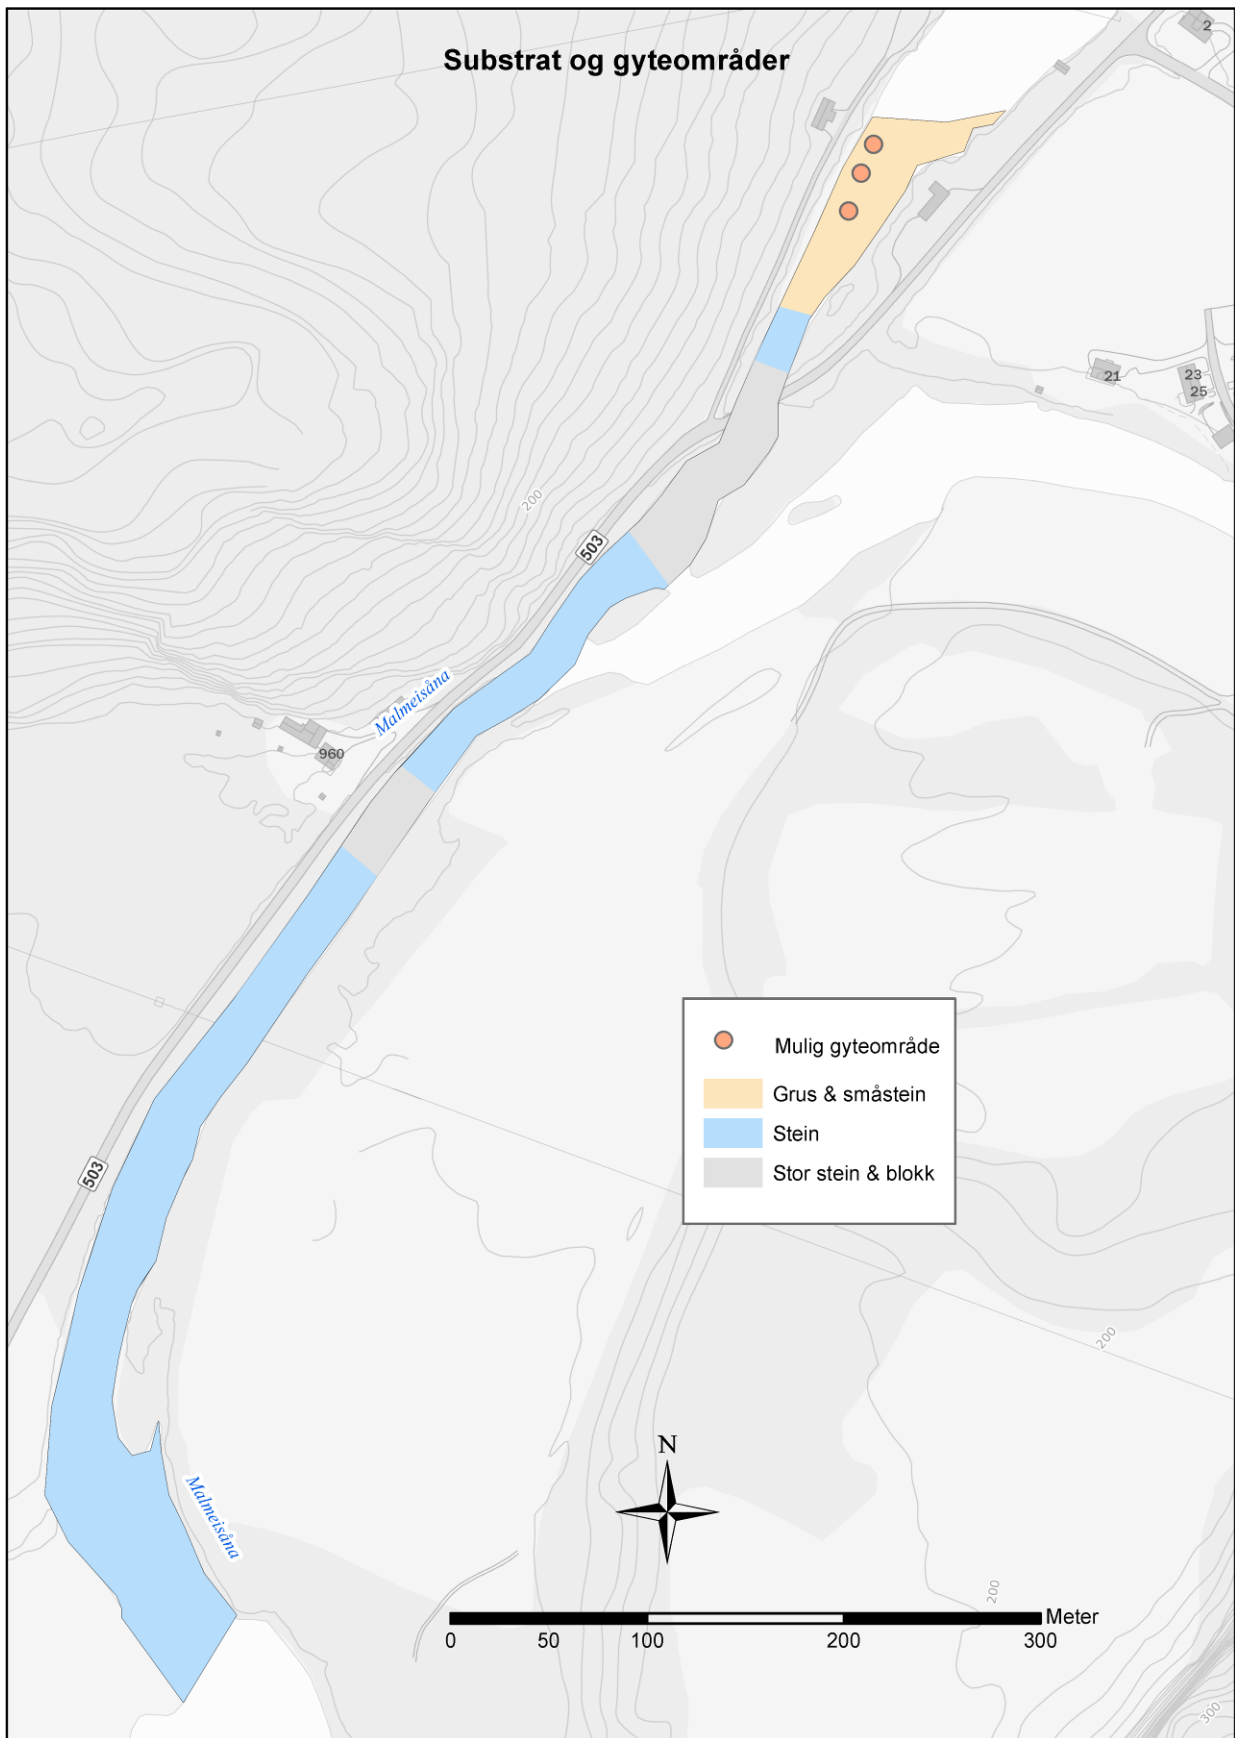 Substrat og gyteområder
2
21
23
25
200
503
Malmeisåna
960
Mulig gyteområde
Grus & småstein
Stein
Stor stein & blokk
503
200
N
Malmeisåna
200
Meter
0 50 100 200 300
300